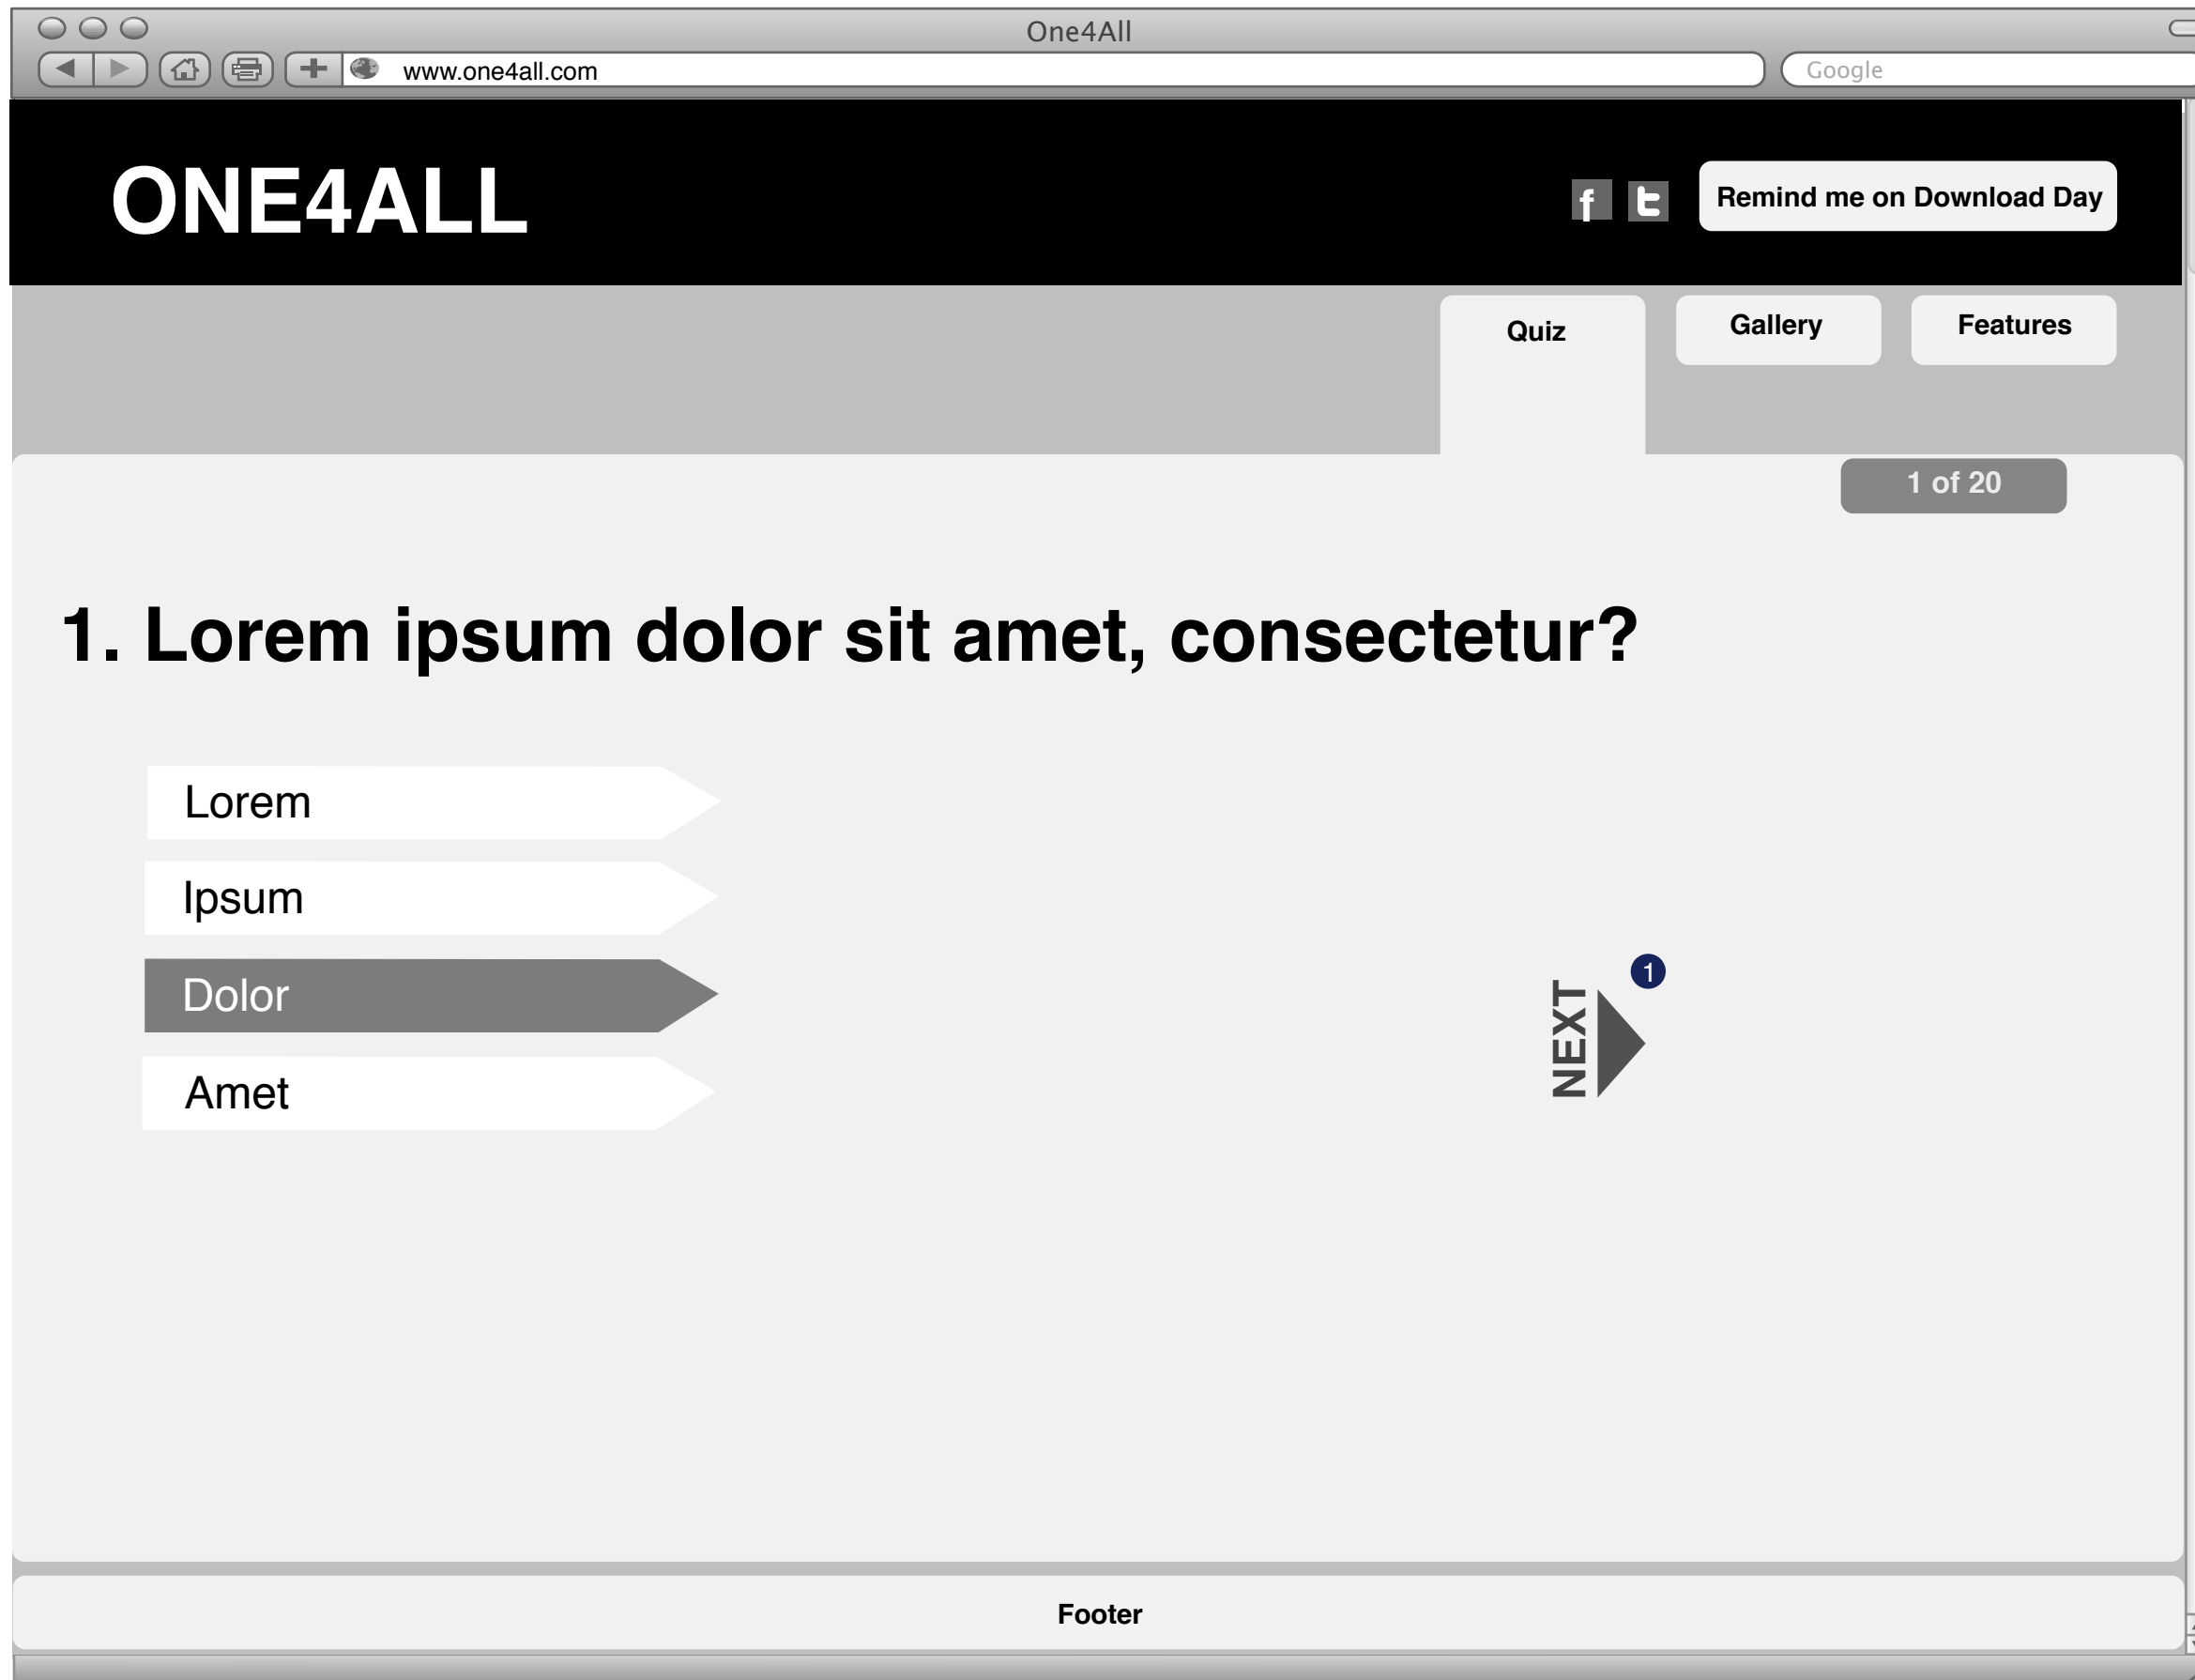 One4All
www.one4all.com
Google
ONE4ALL
f
t
Remind me on Download Day
Quiz
Gallery
Features
1 of 20
1. Lorem ipsum dolor sit amet, consectetur?
Lorem
Ipsum
Dolor
Amet
NEXT
1
Footer